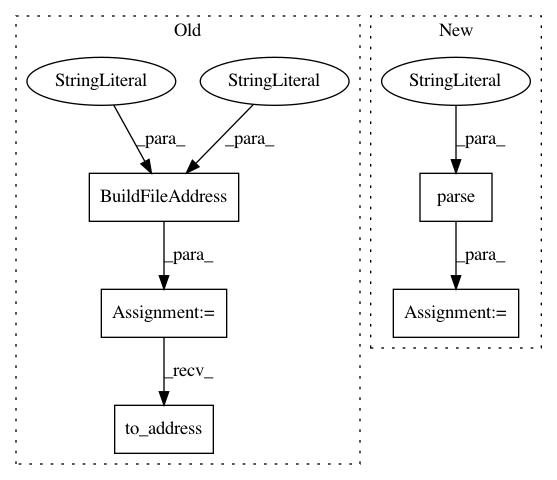 Old
New
StringLiteral
StringLiteral
StringLiteral
_para_
_para_
_para_
BuildFileAddress
parse
_para_
_para_
Assignment:=
Assignment:=
_recv_
to_address